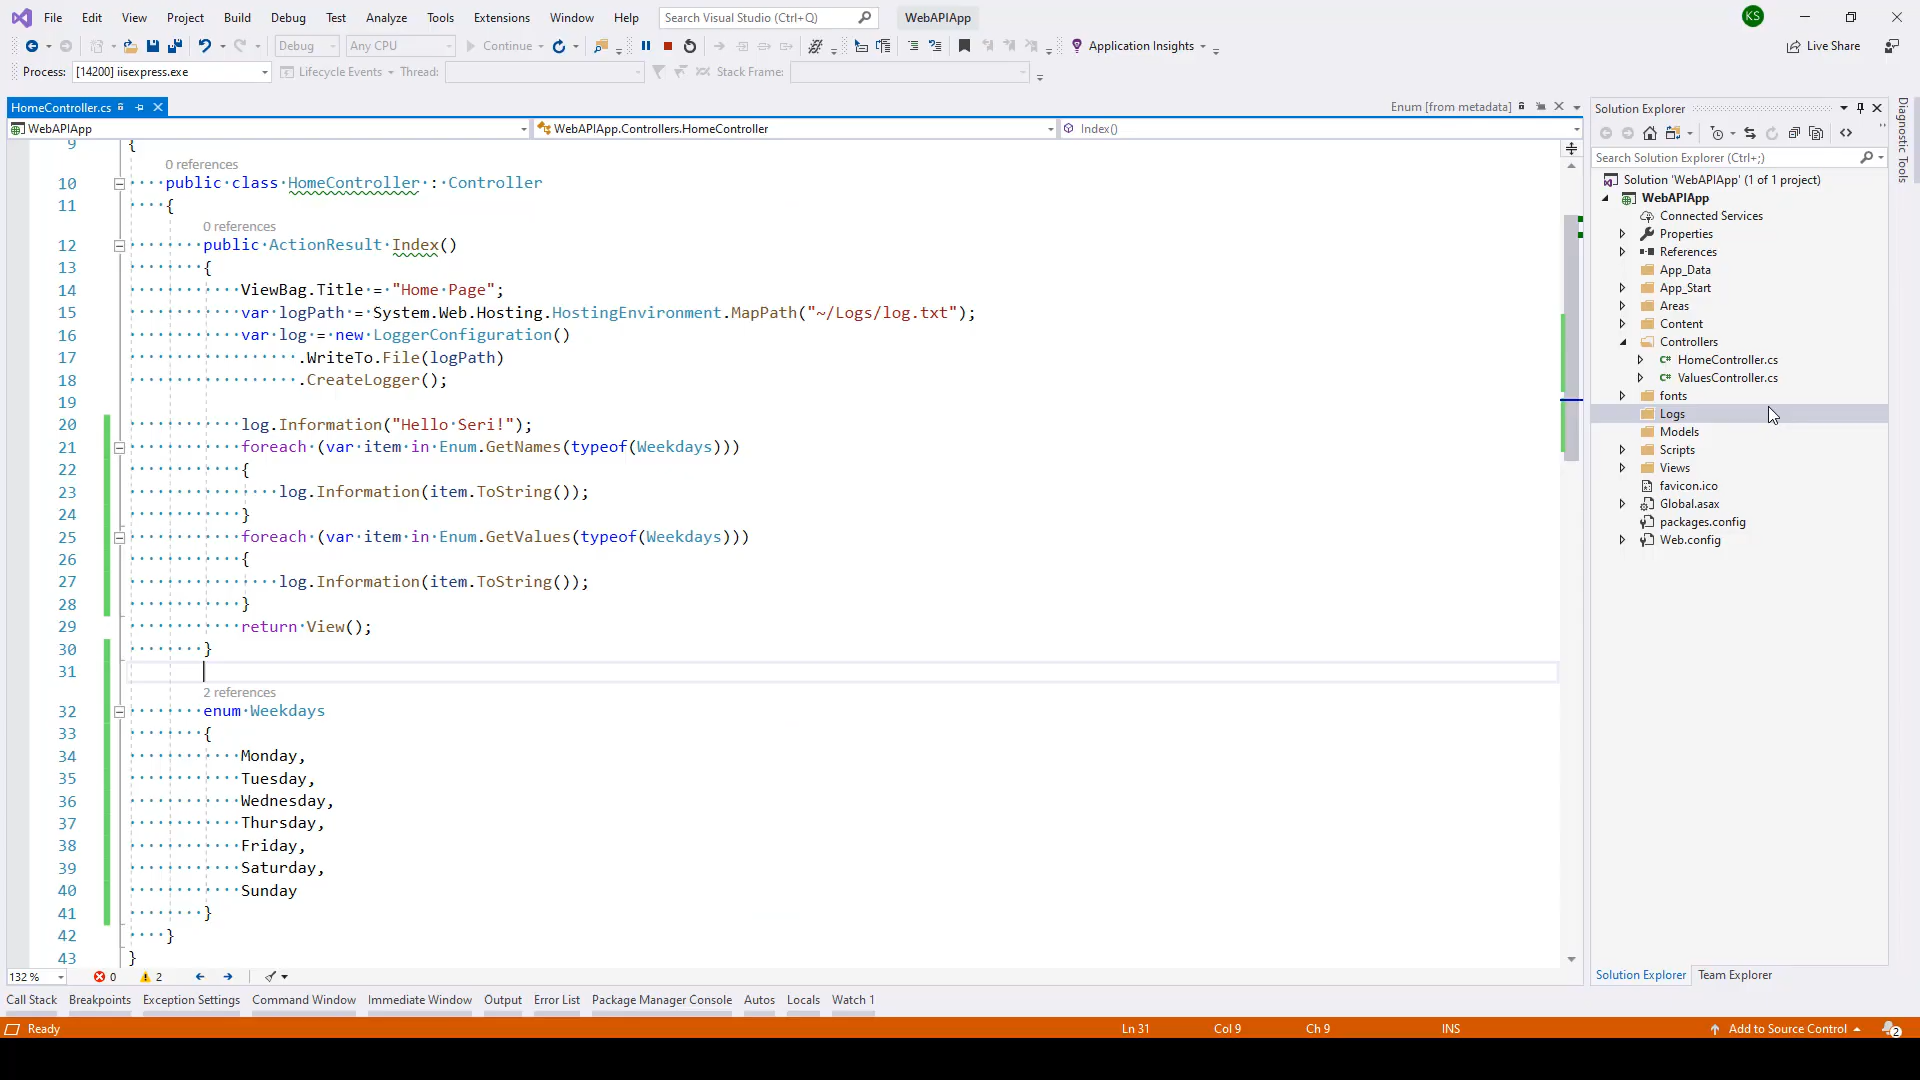 File Edit View Project Build Debug Test Analyze Tools Extensions Window Help Search Visual Studio (Ctrl+Q) WebAPIApp KS
Debug Any CPU Continue Application Insights Live Share
Process: [14200] iisexpress.exe Lifecycle Events Thread: Stack Frame:
HomeController.cs Enum [from metadata]
WebAPIApp WebAPIApp.Controllers.HomeController Index()
9 {
0 references
10 public class HomeController : Controller
11 {
0 references
12 public ActionResult Index()
13 {
14 ViewBag.Title = "Home Page";
15 var logPath = System.Web.Hosting.HostingEnvironment.MapPath("~/Logs/log.txt");
16 var log = new LoggerConfiguration()
17 .WriteTo.File(logPath)
18 .CreateLogger();
19
20 log.Information("Hello Seri!");
21 foreach (var item in Enum.GetNames(typeof(Weekdays)))
22 {
23 log.Information(item.ToString());
24 }
25 foreach (var item in Enum.GetValues(typeof(Weekdays)))
26 {
27 log.Information(item.ToString());
28 }
29 return View();
30 }
31
2 references
32 enum Weekdays
33 {
34 Monday,
35 Tuesday,
36 Wednesday,
37 Thursday,
38 Friday,
39 Saturday,
40 Sunday
41 }
42 }
43 }
132 % 0 2
Solution Explorer
Search Solution Explorer (Ctrl+;)
Solution 'WebAPIApp' (1 of 1 project)
WebAPIApp
Connected Services
Properties
References
App_Data
App_Start
Areas
Content
Controllers
C# HomeController.cs
C# ValuesController.cs
fonts
Logs
Models
Scripts
Views
favicon.ico
Global.asax
packages.config
Web.config
Solution Explorer Team Explorer
Diagnostic Tools
Call Stack Breakpoints Exception Settings Command Window Immediate Window Output Error List Package Manager Console Autos Locals Watch 1
Ready Ln 31 Col 9 Ch 9 INS Add to Source Control 2